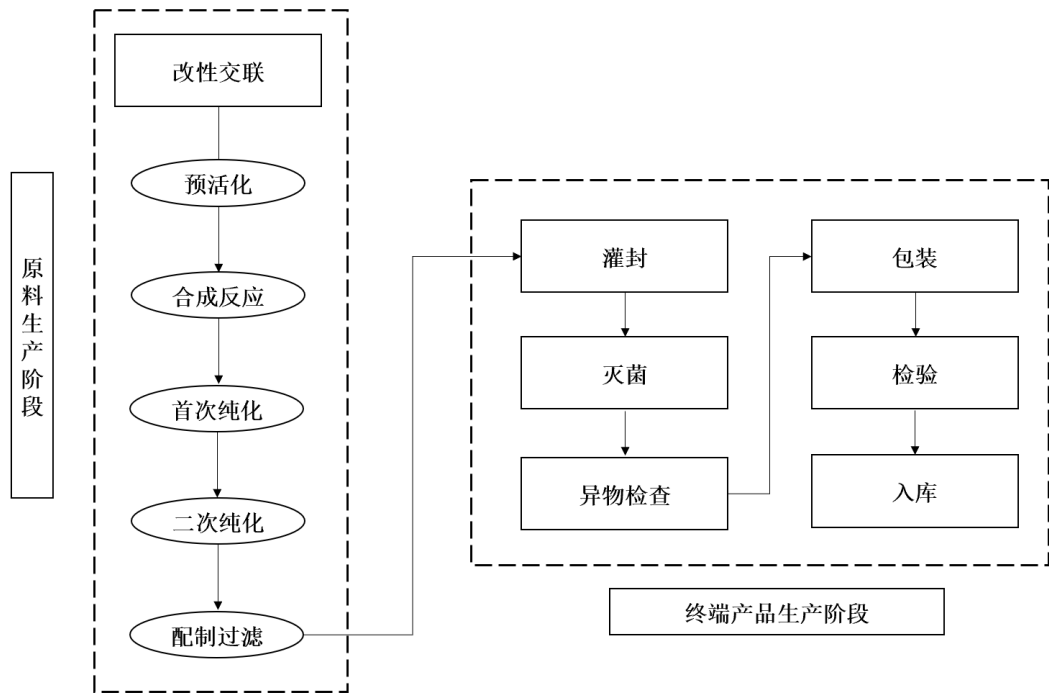 原料生产阶段
改性交联
预活化
合成反应
首次纯化
二次纯化
配制过滤
灌封
灭菌
异物检查
包装
检验
入库
终端产品生产阶段